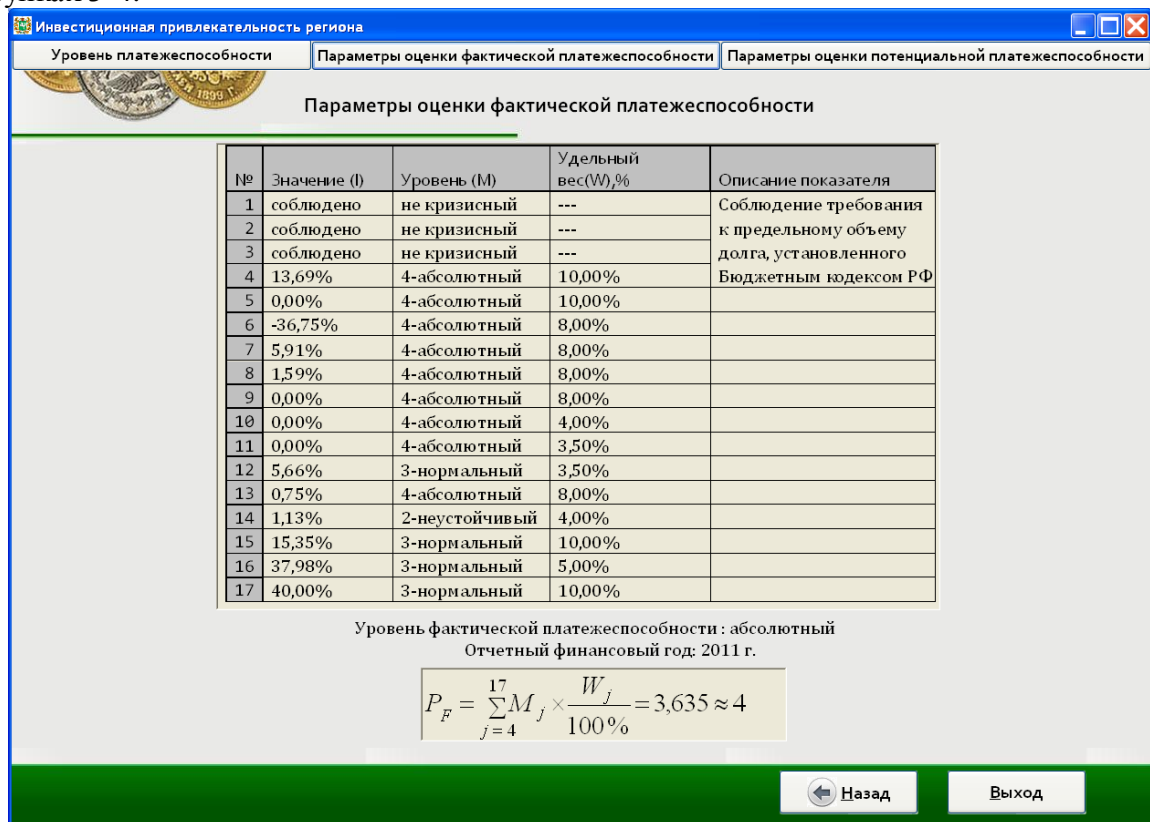 Инвестиционная привлекательность региона
Уровень платежеспособности Параметры оценки фактической платежеспособности Параметры оценки потенциальной платежеспособности
1899
Параметры оценки фактической платежеспособности
№ Значение (I) Уровень (M) Удельный вес(W),% Описание показателя
1 соблюдено не кризисный --- Соблюдение требования
2 соблюдено не кризисный --- к предельному объему
3 соблюдено не кризисный --- долга, установленного
4 13,69% 4-абсолютный 10,00% Бюджетным кодексом РФ
5 0,00% 4-абсолютный 10,00%
6 -36,75% 4-абсолютный 8,00%
7 5,91% 4-абсолютный 8,00%
8 1,59% 4-абсолютный 8,00%
9 0,00% 4-абсолютный 8,00%
10 0,00% 4-абсолютный 4,00%
11 0,00% 4-абсолютный 3,50%
12 5,66% 3-нормальный 3,50%
13 0,75% 4-абсолютный 8,00%
14 1,13% 2-неустойчивый 4,00%
15 15,35% 3-нормальный 10,00%
16 37,98% 3-нормальный 5,00%
17 40,00% 3-нормальный 10,00%
Уровень фактической платежеспособности : абсолютный
Отчетный финансовый год: 2011 г.
P_F = ∑_{j=4}^{17} M_j × W_j / 100% = 3,635 ≈ 4
Назад Выход